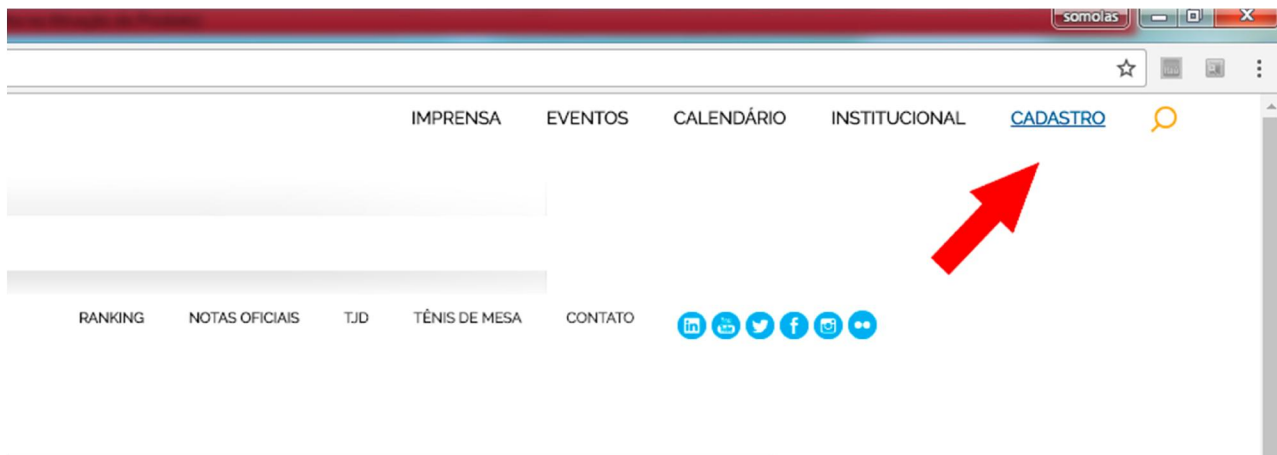 somolas
IMPRENSA EVENTOS CALENDÁRIO INSTITUCIONAL CADASTRO
RANKING NOTAS OFICIAIS TJD TÊNIS DE MESA CONTATO